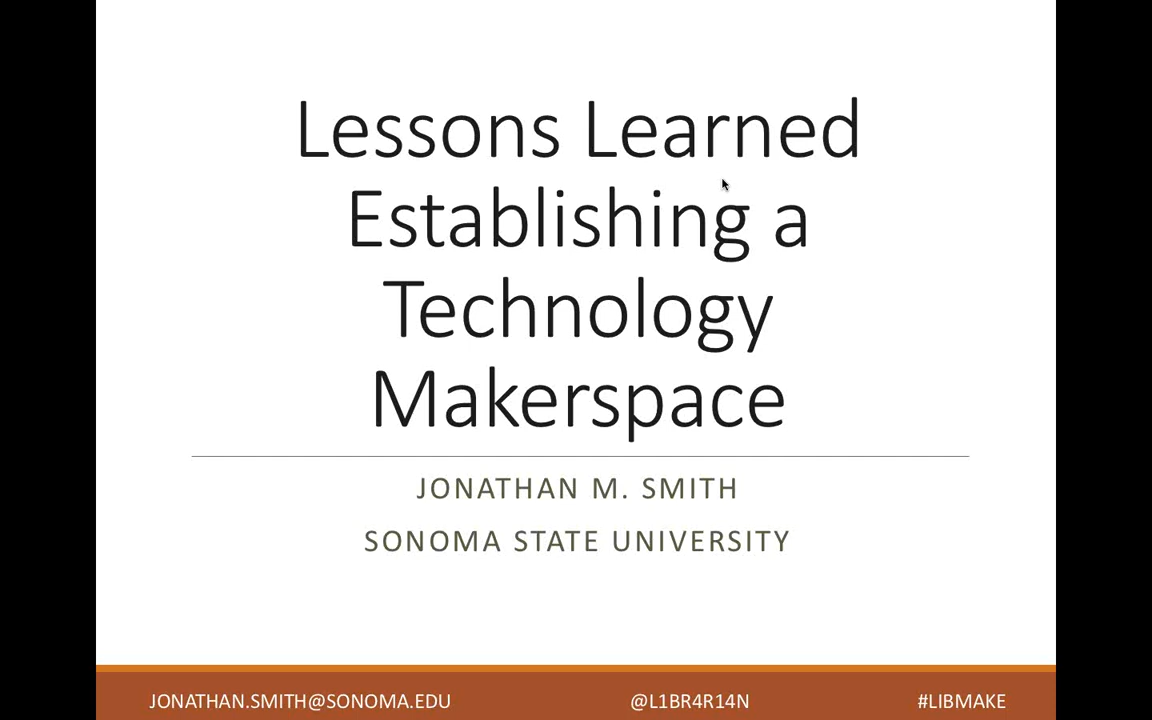 Lessons Learned
Establishing a
Technology
Makerspace
JONATHAN M. SMITH
SONOMA STATE UNIVERSITY
JONATHAN.SMITH@SONOMA.EDU @L1BR4R14N #LIBMAKE